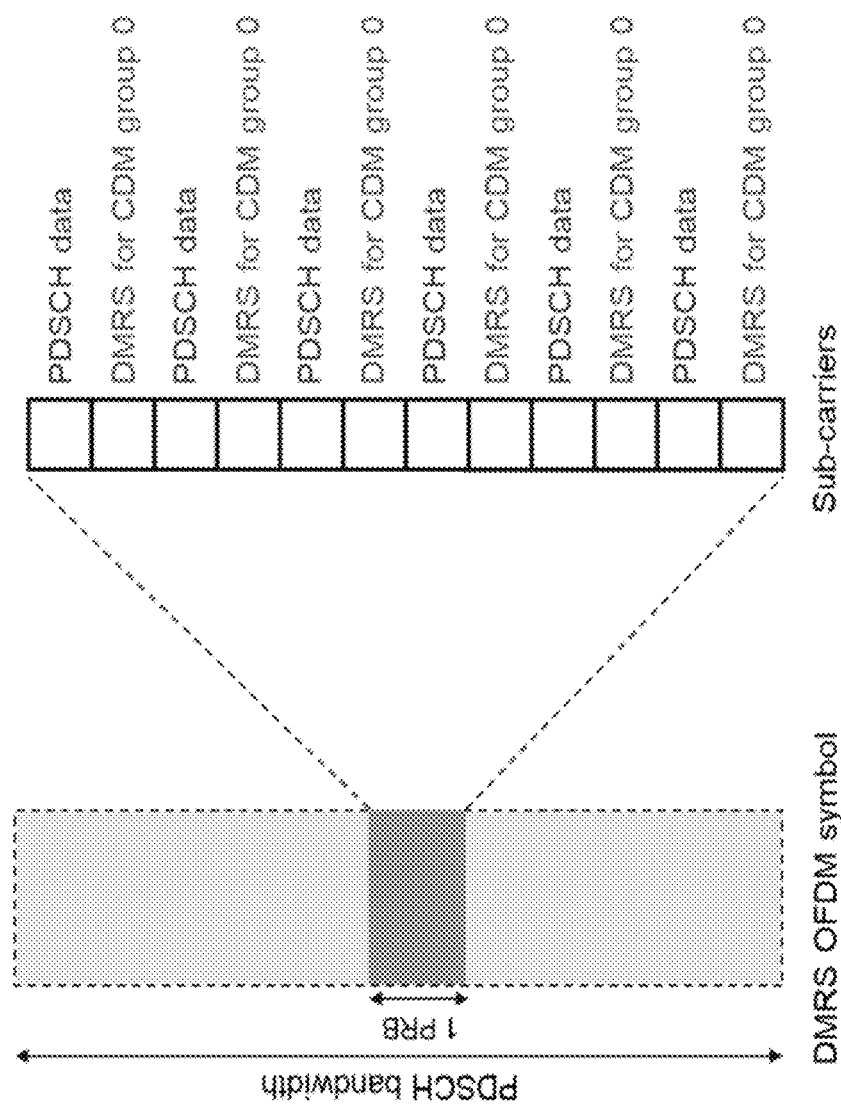 PDSCH bandwidth
1 PRB
DMRS OFDM symbol
PDSCH data
DMRS for CDM group 0
PDSCH data
DMRS for CDM group 0
PDSCH data
DMRS for CDM group 0
PDSCH data
DMRS for CDM group 0
PDSCH data
DMRS for CDM group 0
PDSCH data
DMRS for CDM group 0
Sub-carriers